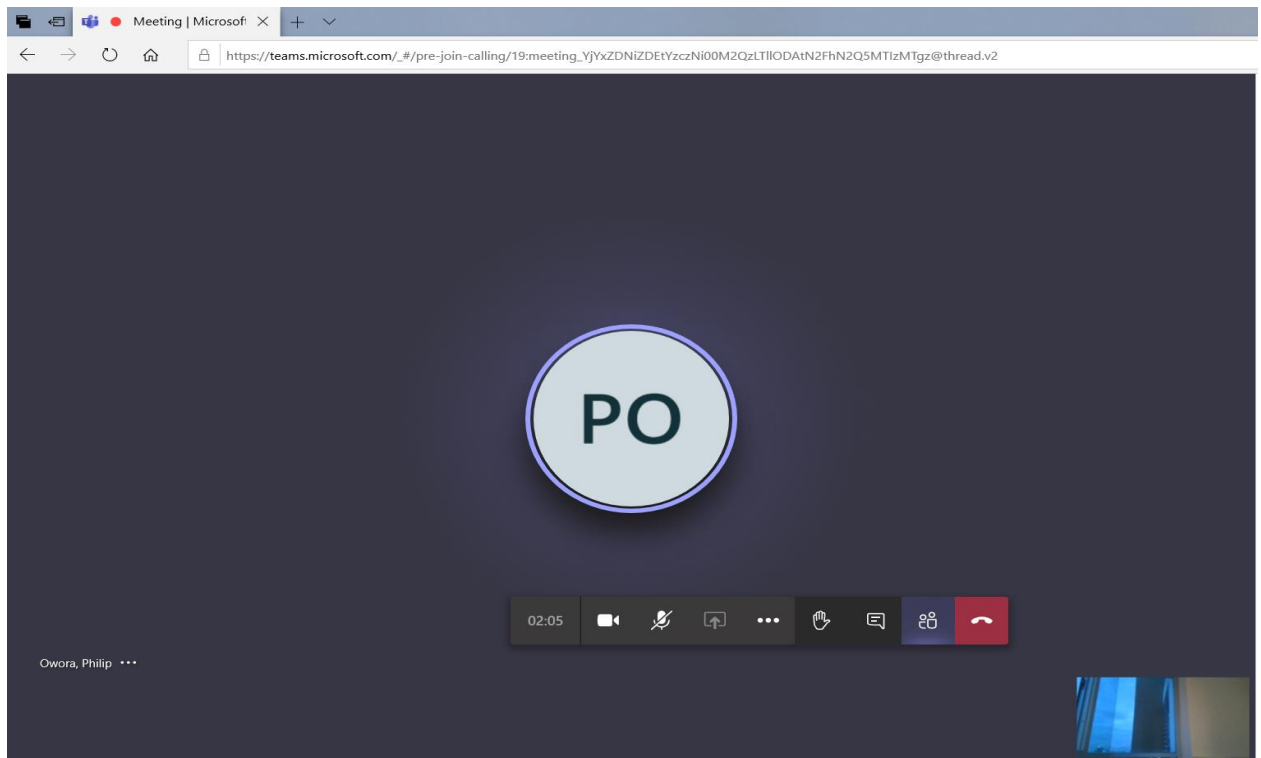 Meeting | Microsoft
https://teams.microsoft.com/_#/pre-join-calling/19:meeting_YjYxZDNiZDEtYzczNi00M2QzLTllODAtN2FhN2Q5MTIzMTgz@thread.v2
PO
02:05
Owora, Philip